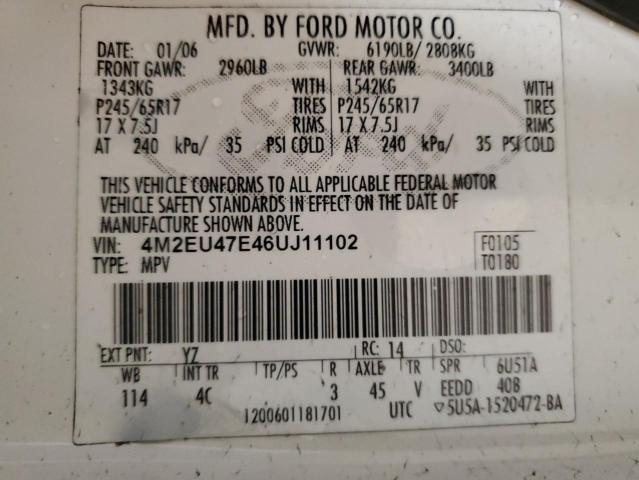 MFD. BY FORD MOTOR CO.
DATE: 01/06 GVWR: 6190LB/ 2808KG
FRONT GAWR: 2960LB REAR GAWR: 3400LB
1343KG WITH 1542KG WITH
P245/65R17 TIRES P245/65R17 TIRES
17 X 7.5J RIMS 17 X 7.5J RIMS
AT 240 kPa/ 35 PSI COLD AT 240 kPa/ 35 PSI COLD
THIS VEHICLE CONFORMS TO ALL APPLICABLE FEDERAL MOTOR
VEHICLE SAFETY STANDARDS IN EFFECT ON THE DATE OF
MANUFACTURE SHOWN ABOVE.
VIN: 4M2EU47E46UJ11102 F0105
TYPE: MPV T0180
EXT PNT: YZ RC: 14 DSO:
WB INT TR TP/PS R AXLE TR SPR 6U51A
114 4C 3 45 V EEDD 40B
1200601181701 UTC ▽5U5A-1520472-BA